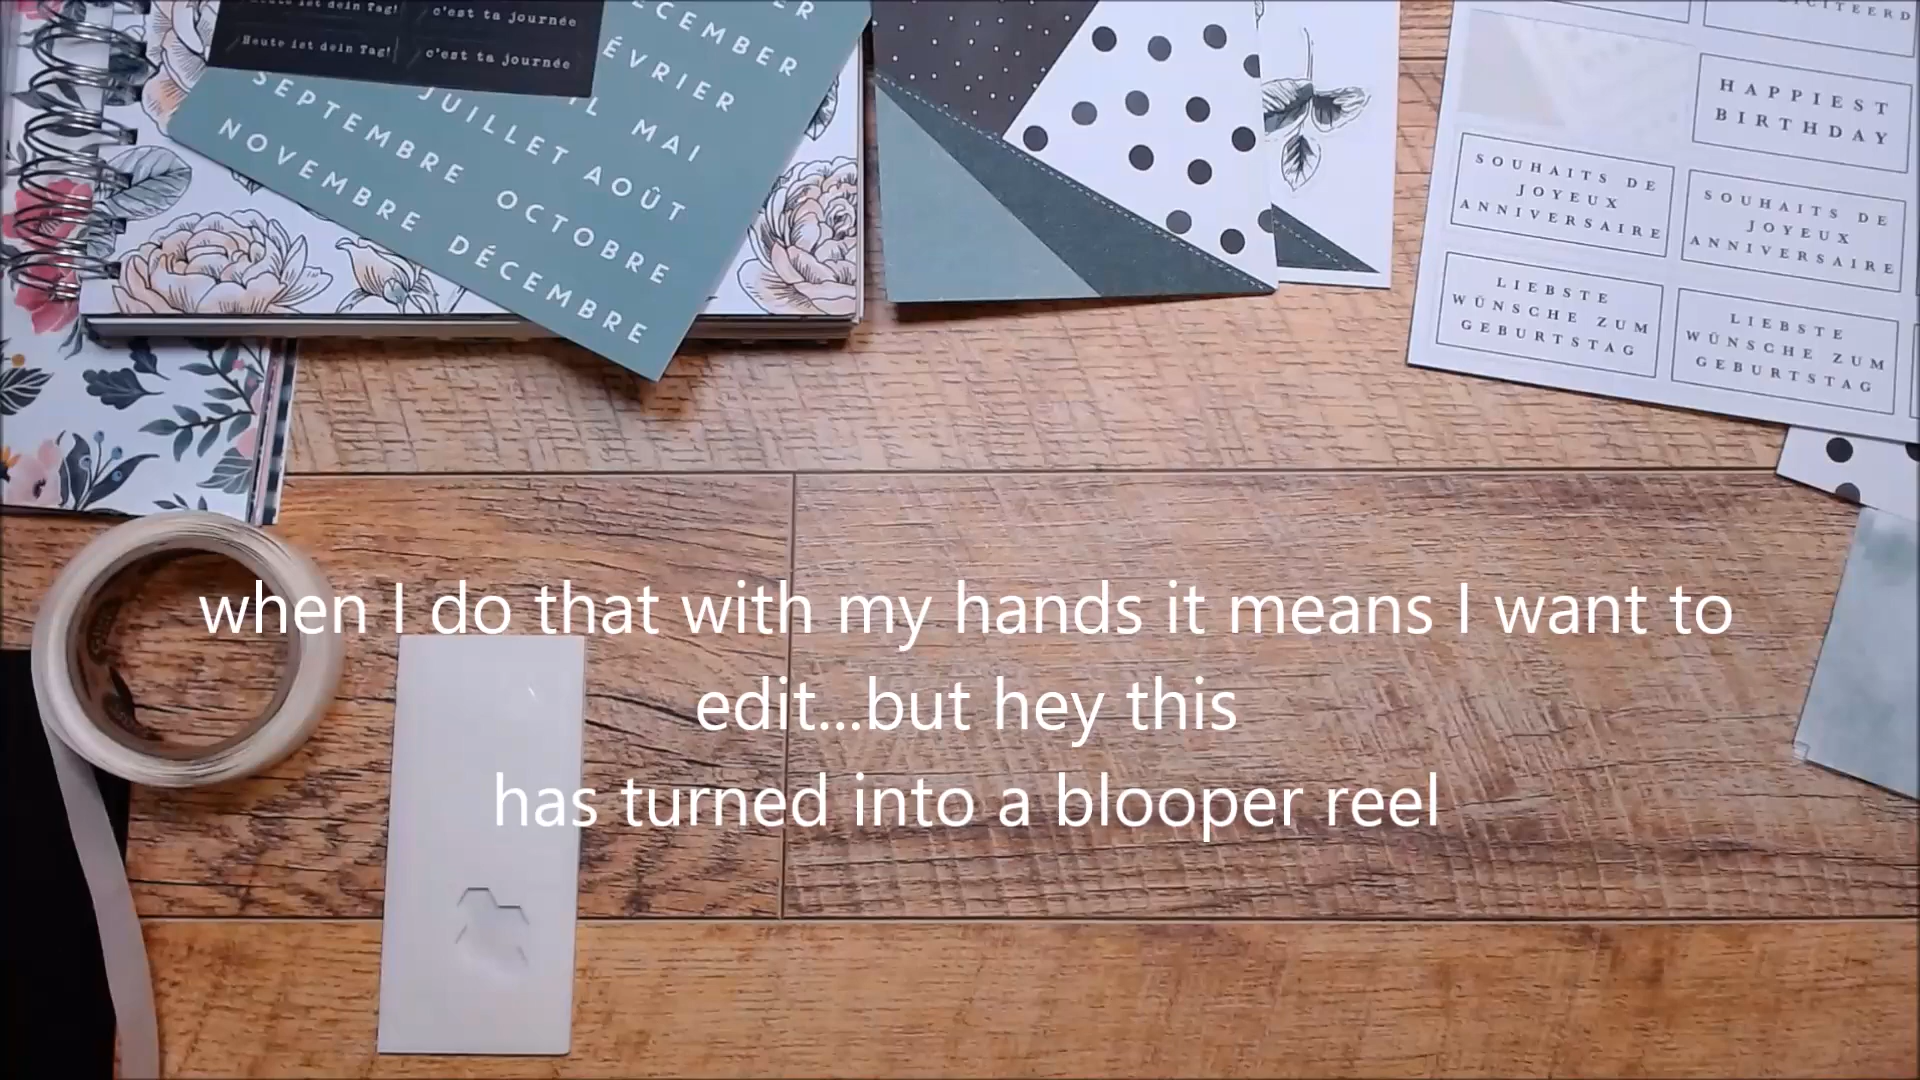 Heute ist dein Tag!
c'est ta journée
Heute ist dein Tag!
c'est ta journée
ÉVRIER
IL MAI
JUILLET AOÛT
SEPTEMBRE OCTOBRE
NOVEMBRE DÉCEMBRE
HAPPIEST
BIRTHDAY
SOUHAITS DE
JOYEUX
ANNIVERSAIRE
SOUHAITS DE
JOYEUX
ANNIVERSAIRE
LIEBSTE
WÜNSCHE ZUM
GEBURTSTAG
LIEBSTE
WÜNSCHE ZUM
GEBURTSTAG
when I do that with my hands it means I want to
edit...but hey this
has turned into a blooper reel